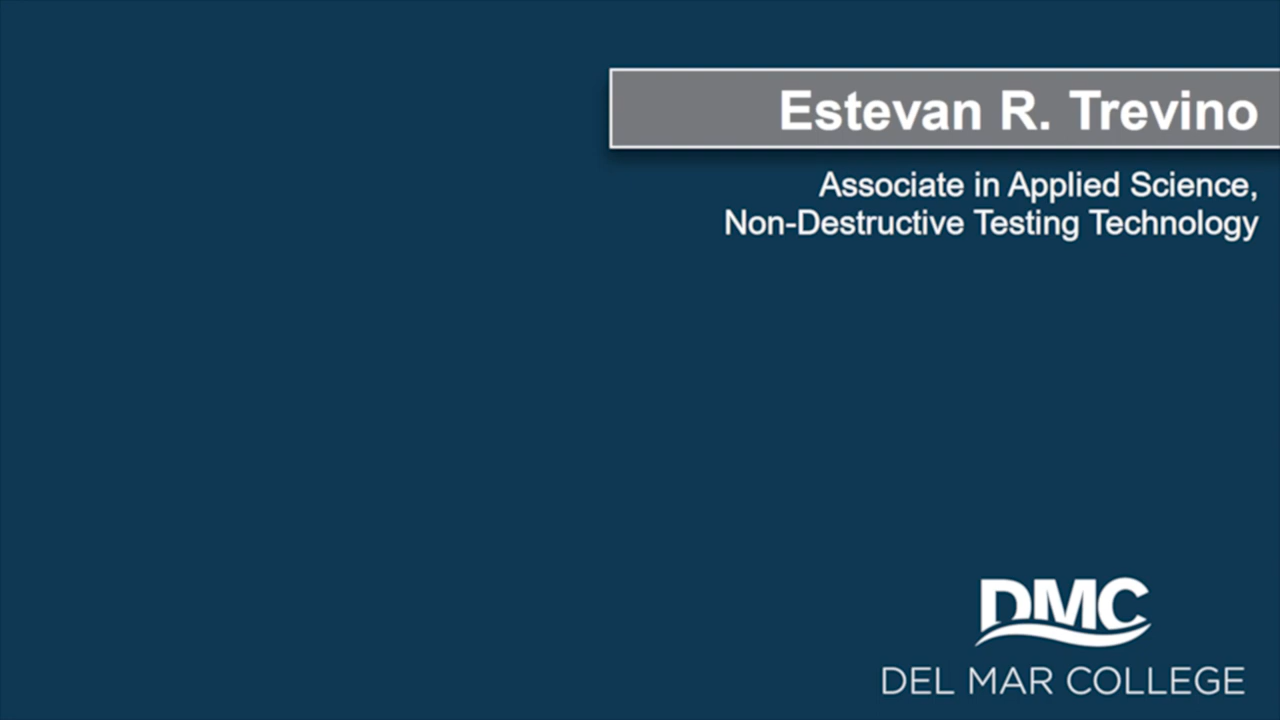 Estevan R. Trevino
Associate in Applied Science,
Non-Destructive Testing Technology
DMC
DEL MAR COLLEGE